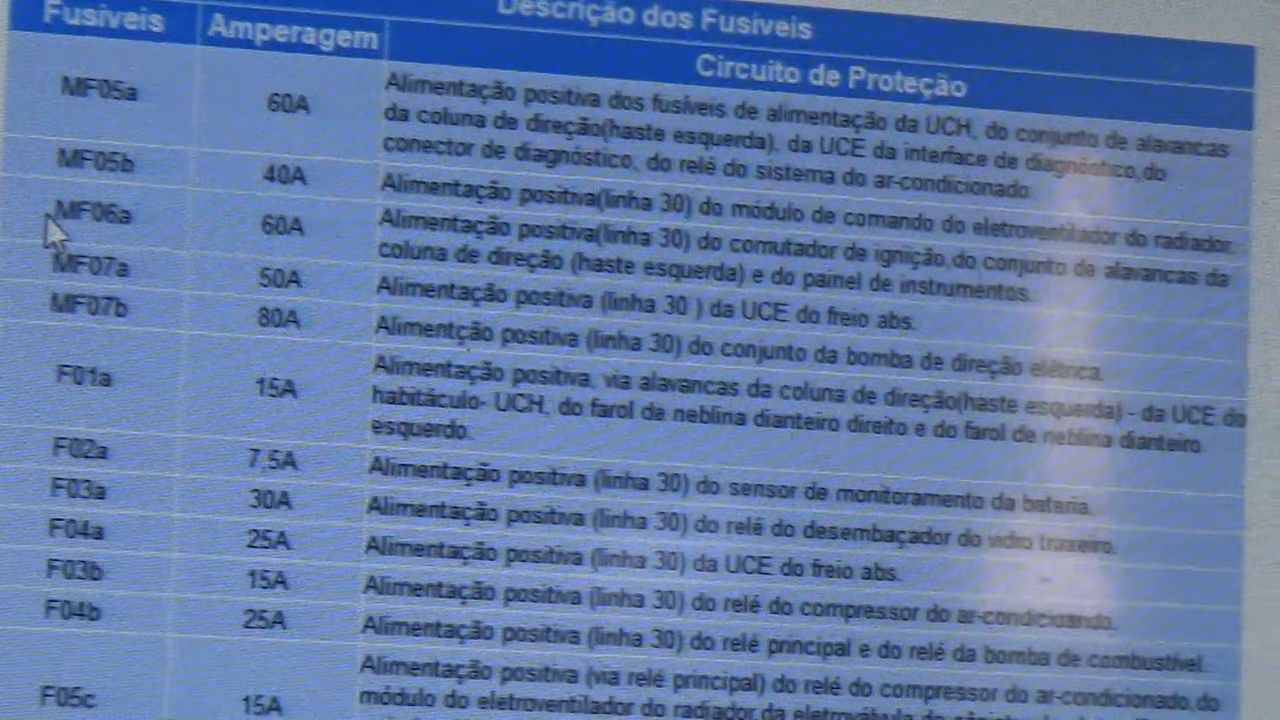 Descrição dos Fusíveis
Fusíveis Amperagem Circuito de Proteção
MF05a 60A Alimentação positiva dos fusíveis de alimentação da UCH, do conjunto de alavancas
da coluna de direção(haste esquerda), da UCE da interface de diagnóstico,do
conector de diagnóstico, do relé do sistema do ar-condicionado
MF05b 40A Alimentação positiva(linha 30) do módulo de comando do eletroventilador do radiador.
MF06a 60A Alimentação positiva(linha 30) do comutador de ignição,do conjunto de alavancas da
coluna de direção (haste esquerda) e do painel de instrumentos.
MF07a 50A Alimentação positiva (linha 30 ) da UCE do freio abs.
MF07b 80A Alimentção positiva (linha 30) do conjunto da bomba de direção elétrica.
F01a 15A Alimentação positiva, via alavancas da coluna de direção(haste esquerda) - da UCE do
habitáculo- UCH, do farol de neblina dianteiro direito e do farol de neblina dianteiro
esquerdo.
F02a 7,5A Alimentação positiva (linha 30) do sensor de monitoramento da bateria.
F03a 30A Alimentação positiva (linha 30) do relé do desembaçador do vidro traseiro.
F04a 25A Alimentação positiva (linha 30) da UCE do freio abs.
F03b 15A Alimentação positiva (linha 30) do relé do compressor do ar-condicioando.
F04b 25A Alimentação positiva (linha 30) do relé principal e do relé da bomba de combustível.
F05c 15A Alimentação positiva (via relé principal) do relé do compressor do ar-condicionado,do
módulo do eletroventilador do radiador,da eletroválvula do